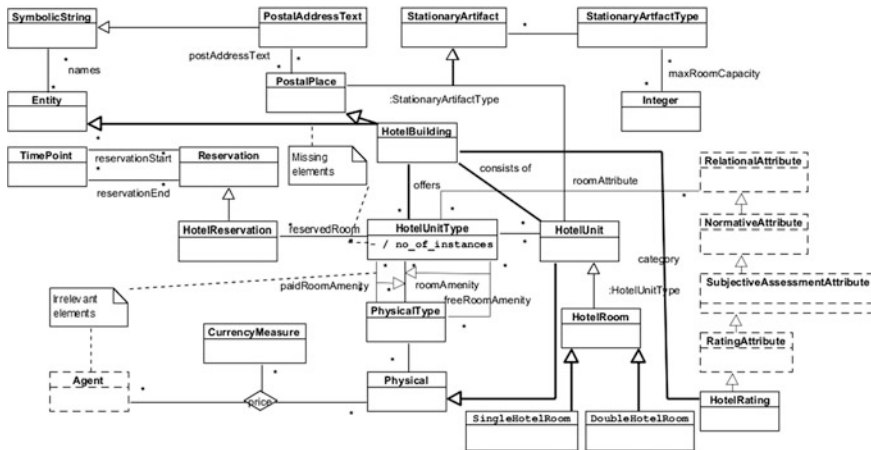 SymbolicString
PostalAddressText
StationaryArtifact
StationaryArtfactType
*
*
*
*
*
postAddressText
names
*
*
*
maxRoomCapacity
PostalPlace
:StationaryArtifactType
Entity
Integer
*
HotelBuilding
TimePoint
*
reservationStart
Reservation
Missing
elements
consists of
RelationalAttribute
*
reservationEnd
offers
roomAttribute
*
*
*
*
NormativeAttribute
HotelReservation
reservedRoom
HotelUnitType
HotelUnit
*
- / no_of_instances
*
*
category
Irrelevant
elements
paidRoomAmenity
roomAmenity
:HotelUnitType
SubjectiveAssessmentAttribute
freeRoomAmenity
CurrencyMeasure
PhysicalType
*
HotelRoom
RatingAttribute
*
Agent
Physical
*
price
*
HotelRating
SingleHotelRoom
DoubleHotelRoom